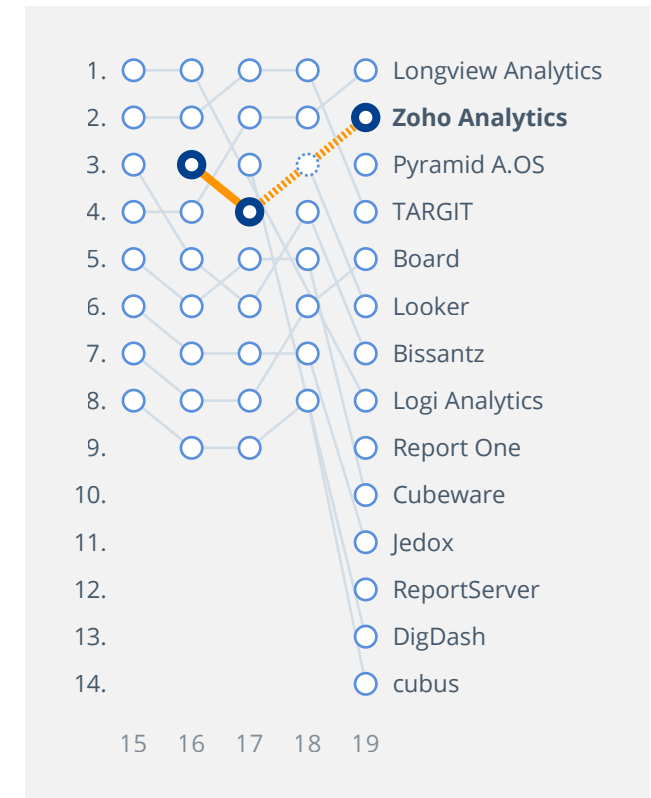 1. Longview Analytics
2. Zoho Analytics
3. Pyramid A.OS
4. TARGIT
5. Board
6. Looker
7. Bissantz
8. Logi Analytics
9. Report One
10. Cubeware
11. Jedox
12. ReportServer
13. DigDash
14. cubus
15 16 17 18 19